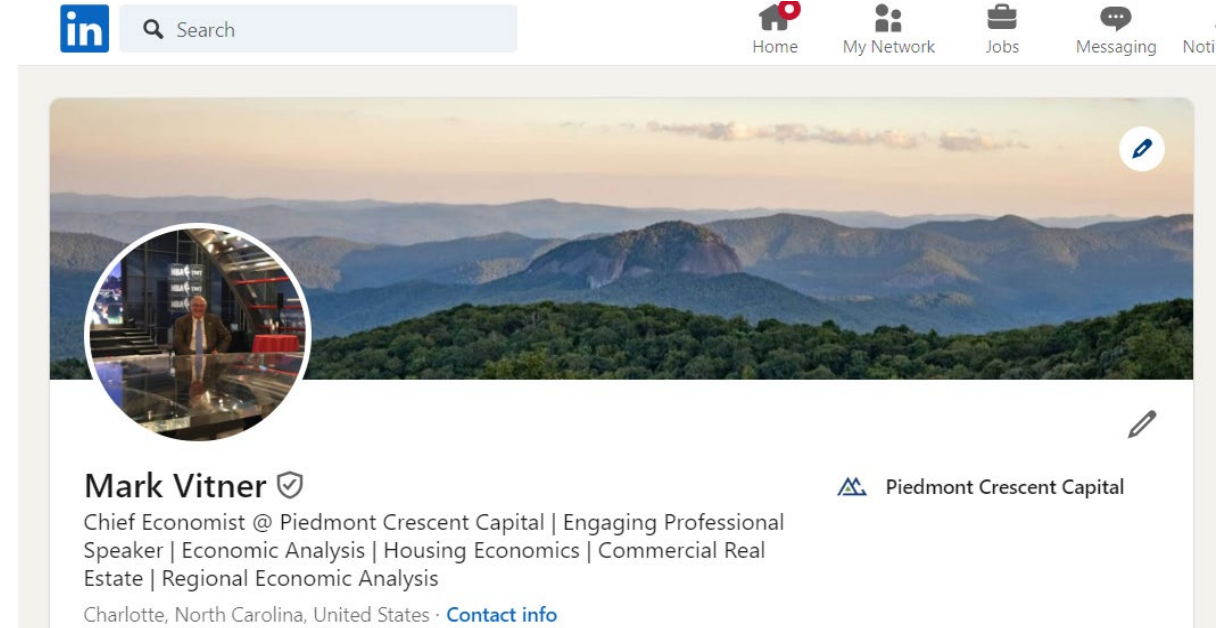 in
Search
Home
My Network
Jobs
Messaging
Noti
Mark Vitner
Piedmont Crescent Capital
Chief Economist @ Piedmont Crescent Capital | Engaging Professional
Speaker | Economic Analysis | Housing Economics | Commercial Real
Estate | Regional Economic Analysis
Charlotte, North Carolina, United States · Contact info